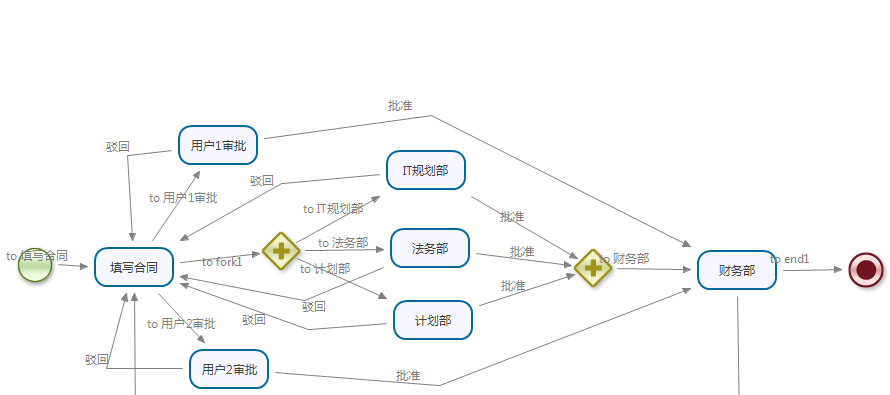 批准
用户1审批
驳回
IT规划部
驳回
to 用户1审批
to IT规划部
批准
to 法务部
法务部
批准
to 填写合同
填写合同
to fork1
to 计划部
to 财务部
财务部
to end1
批准
驳回
驳回
计划部
to 用户2审批
驳回
用户2审批
批准